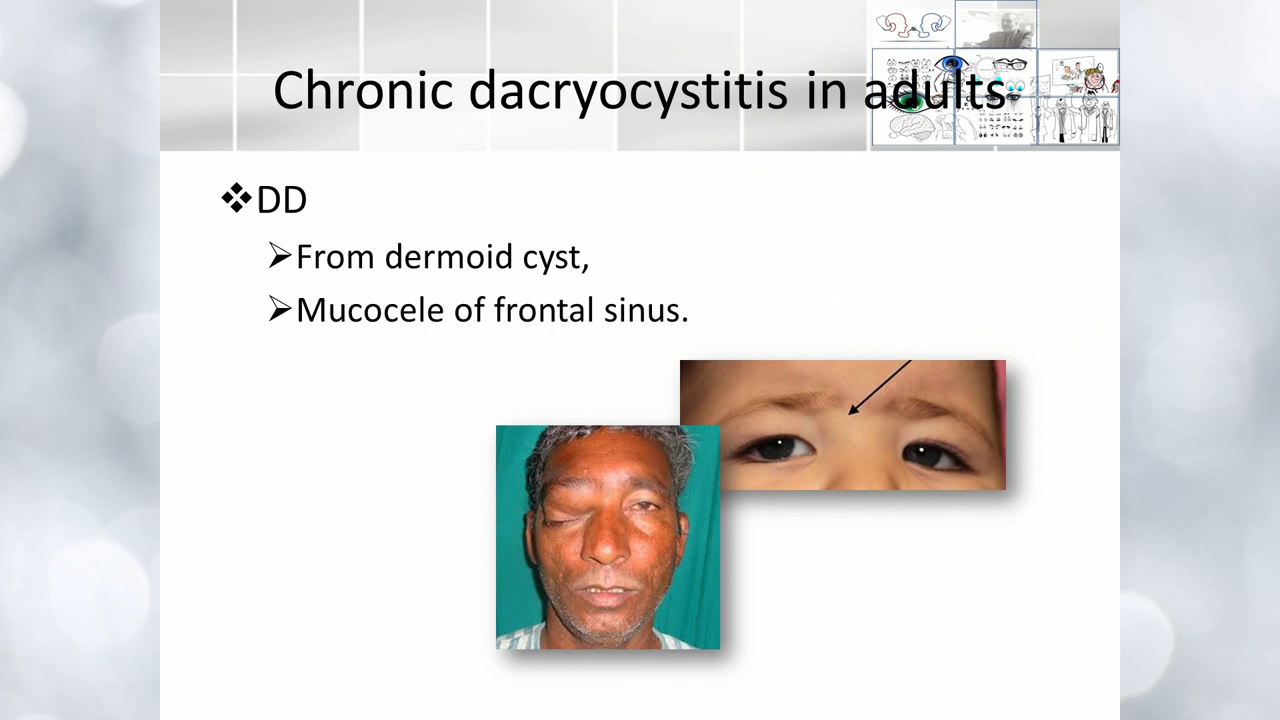 Chronic dacryocystitis in adults
DD
From dermoid cyst,
Mucocele of frontal sinus.